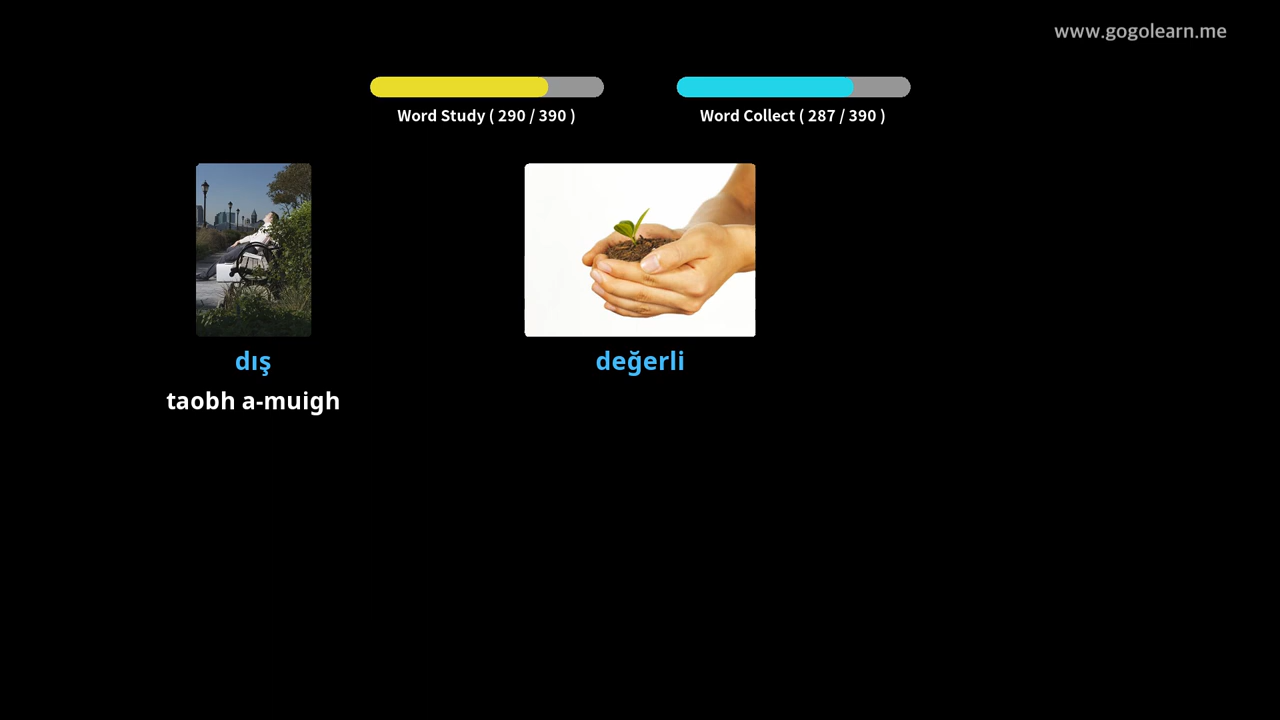 www.gogolearn.me
Word Study ( 290 / 390 )
Word Collect ( 287 / 390 )
dış
değerli
taobh a-muigh